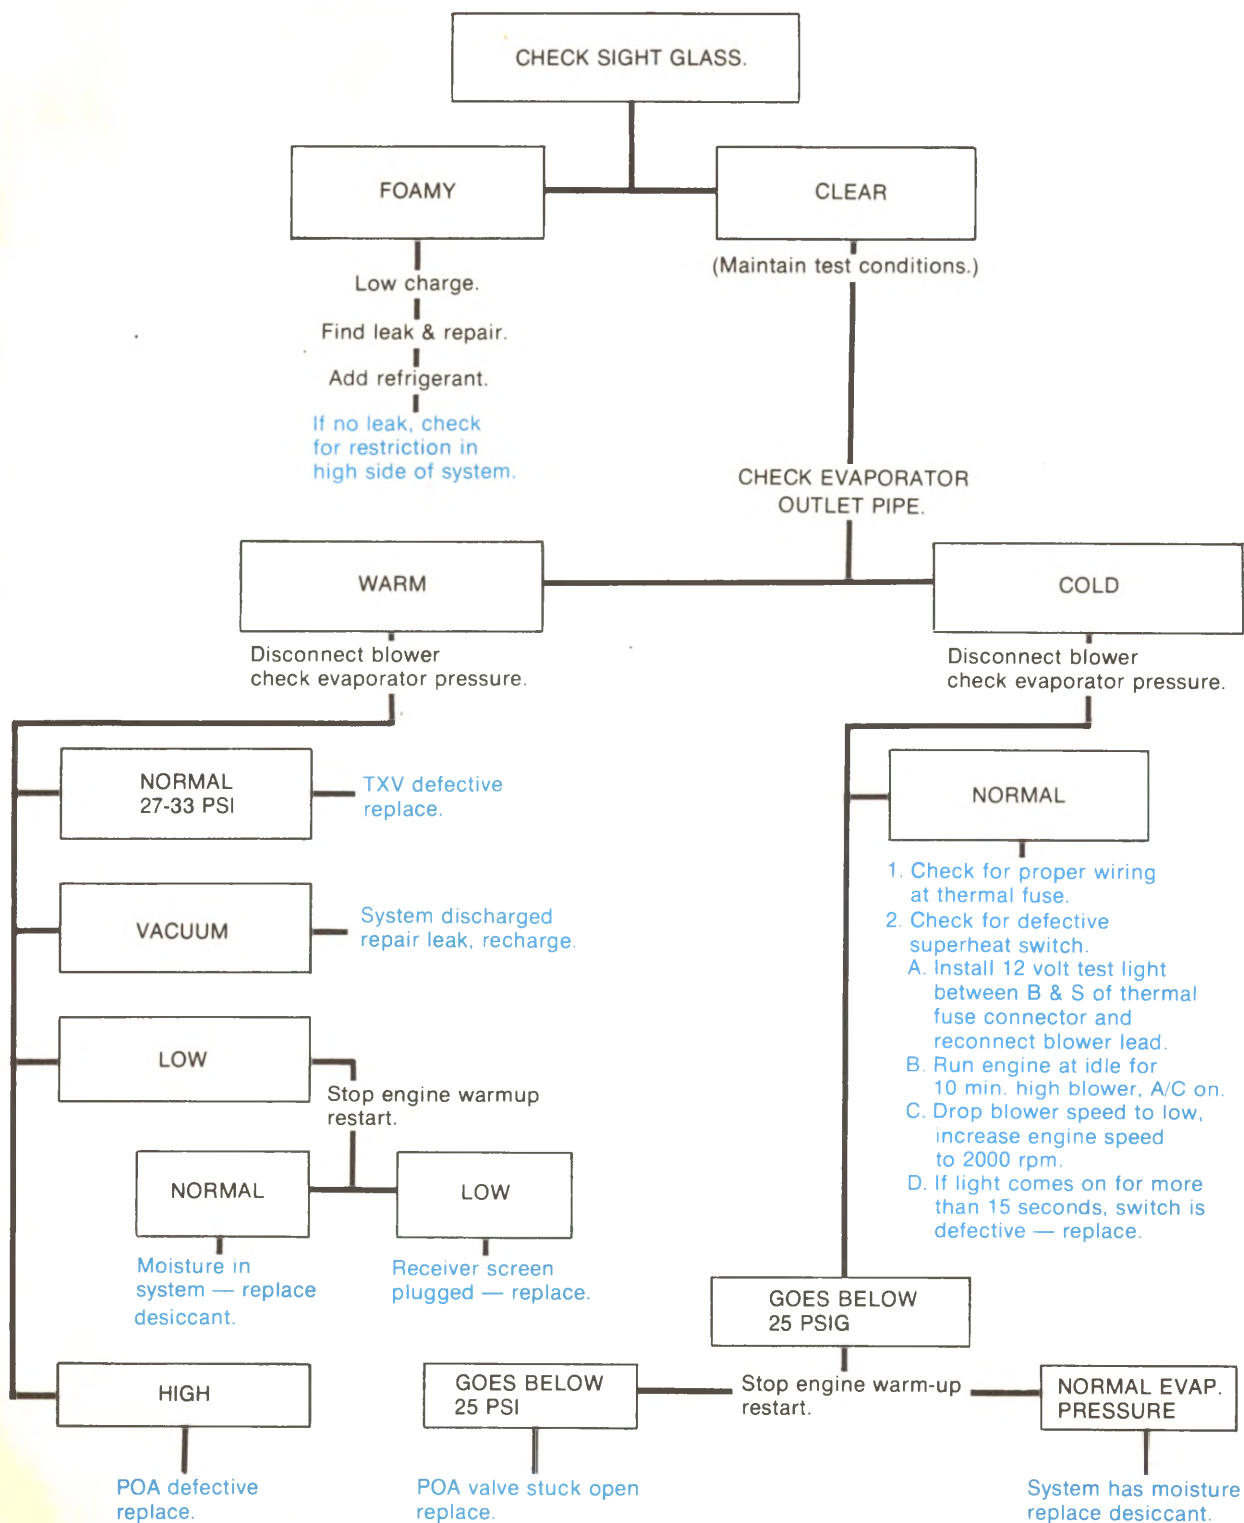 CHECK SIGHT GLASS.
FOAMY
CLEAR
Low charge.
(Maintain test conditions.)
Find leak & repair.
Add refrigerant.
If no leak, check
for restriction in
high side of system.
CHECK EVAPORATOR
OUTLET PIPE.
WARM
COLD
Disconnect blower
check evaporator pressure.
Disconnect blower
check evaporator pressure.
NORMAL
27-33 PSI
TXV defective
replace.
VACUUM
System discharged
repair leak, recharge.
LOW
Stop engine warmup
restart.
NORMAL
LOW
Moisture in
system — replace
desiccant.
Receiver screen
plugged — replace.
HIGH
POA defective
replace.
NORMAL
1. Check for proper wiring
at thermal fuse.
2. Check for defective
superheat switch.
A. Install 12 volt test light
between B & S of thermal
fuse connector and
reconnect blower lead.
B. Run engine at idle for
10 min. high blower, A/C on.
C. Drop blower speed to low,
increase engine speed
to 2000 rpm.
D. If light comes on for more
than 15 seconds, switch is
defective — replace.
GOES BELOW
25 PSIG
Stop engine warm-up
restart.
GOES BELOW
25 PSI
NORMAL EVAP.
PRESSURE
POA valve stuck open
replace.
System has moisture
replace desiccant.